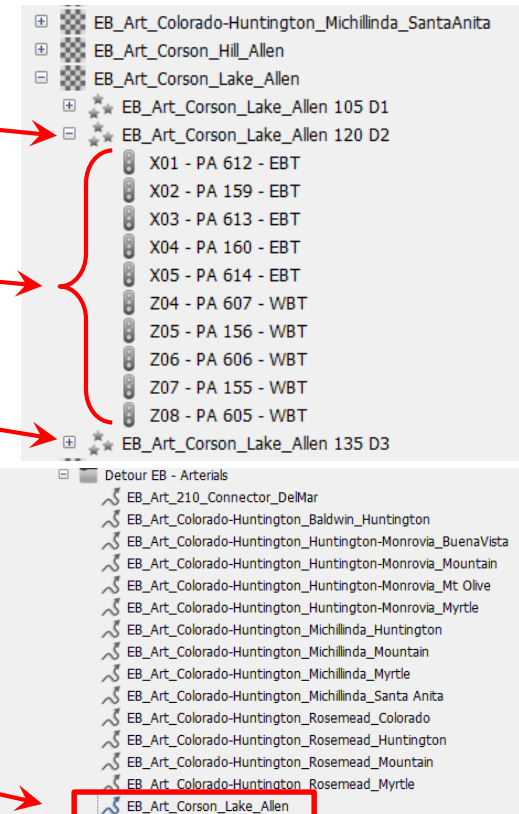 EB_Art_Colorado-Huntington_Michillinda_SantaAnita
EB_Art_Corson_Hill_Allen
EB_Art_Corson_Lake_Allen
EB_Art_Corson_Lake_Allen 105 D1
EB_Art_Corson_Lake_Allen 120 D2
X01 - PA 612 - EBT
X02 - PA 159 - EBT
X03 - PA 613 - EBT
X04 - PA 160 - EBT
X05 - PA 614 - EBT
Z04 - PA 607 - WBT
Z05 - PA 156 - WBT
Z06 - PA 606 - WBT
Z07 - PA 155 - WBT
Z08 - PA 605 - WBT
EB_Art_Corson_Lake_Allen 135 D3
Detour EB - Arterials
EB_Art_210_Connector_DelMar
EB_Art_Colorado-Huntington_Baldwin_Huntington
EB_Art_Colorado-Huntington_Huntington-Monrovia_BuenaVista
EB_Art_Colorado-Huntington_Huntington-Monrovia_Mountain
EB_Art_Colorado-Huntington_Huntington-Monrovia_Mt Olive
EB_Art_Colorado-Huntington_Huntington-Monrovia_Myrtle
EB_Art_Colorado-Huntington_Michillinda_Huntington
EB_Art_Colorado-Huntington_Michillinda_Mountain
EB_Art_Colorado-Huntington_Michillinda_Myrtle
EB_Art_Colorado-Huntington_Michillinda_Santa Anita
EB_Art_Colorado-Huntington_Rosemead_Colorado
EB_Art_Colorado-Huntington_Rosemead_Huntington
EB_Art_Colorado-Huntington_Rosemead_Mountain
EB_Art_Colorado-Huntington_Rosemead_Myrtle
EB_Art_Corson_Lake_Allen